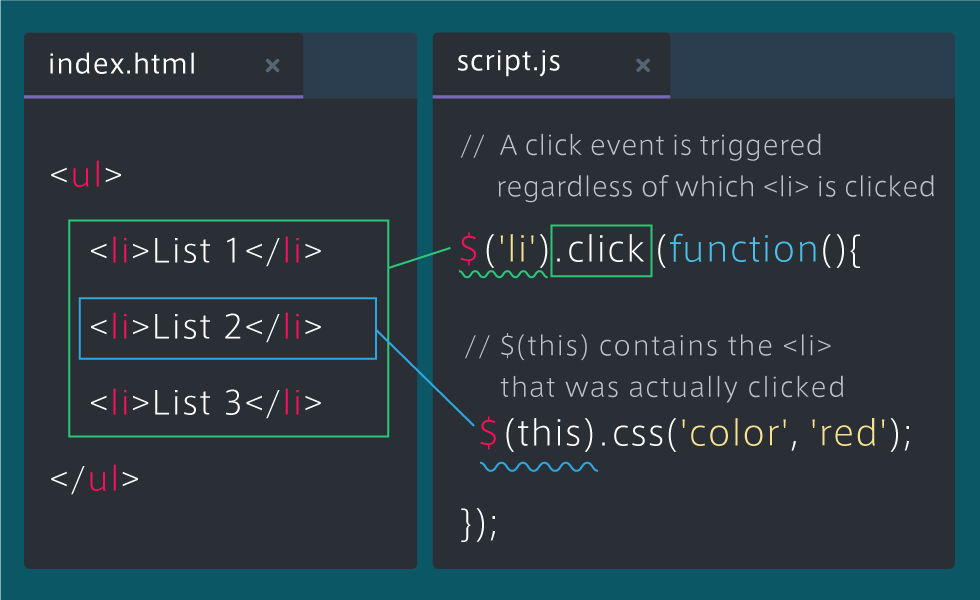 index.html ×
<ul>
<li>List 1</li>
<li>List 2</li>
<li>List 3</li>
</ul>
script.js ×
// A click event is triggered
regardless of which <li> is clicked
$('li').click(function(){
// $(this) contains the <li>
that was actually clicked
$(this).css('color', 'red');
});